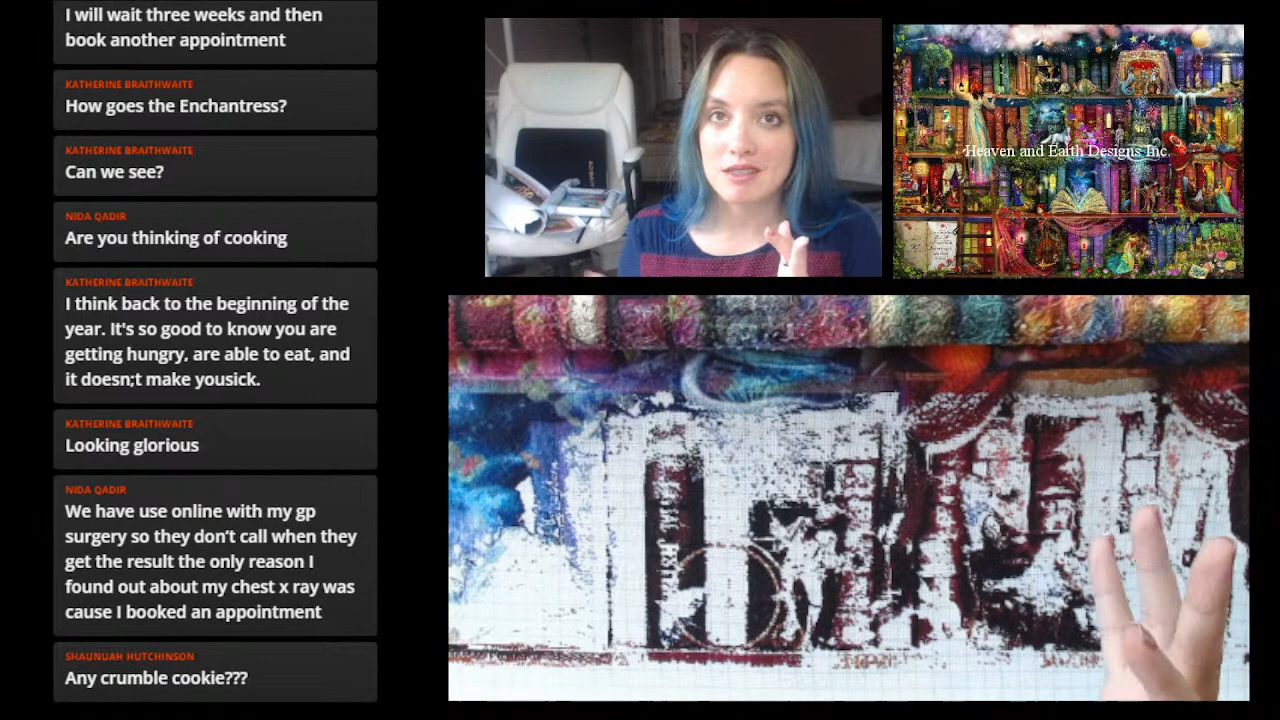 I will wait three weeks and then
book another appointment
KATHERINE BRAITHWAITE
How goes the Enchantress?
KATHERINE BRAITHWAITE
Can we see?
NIDA QADIR
Are you thinking of cooking
KATHERINE BRAITHWAITE
I think back to the beginning of the
year. It's so good to know you are
getting hungry, are able to eat, and
it doesn;t make yousick.
KATHERINE BRAITHWAITE
Looking glorious
NIDA QADIR
We have use online with my gp
surgery so they don’t call when they
get the result the only reason I
found out about my chest x ray was
cause I booked an appointment
SHAUNUAH HUTCHINSON
Any crumble cookie???
Heaven and Earth Designs Inc.